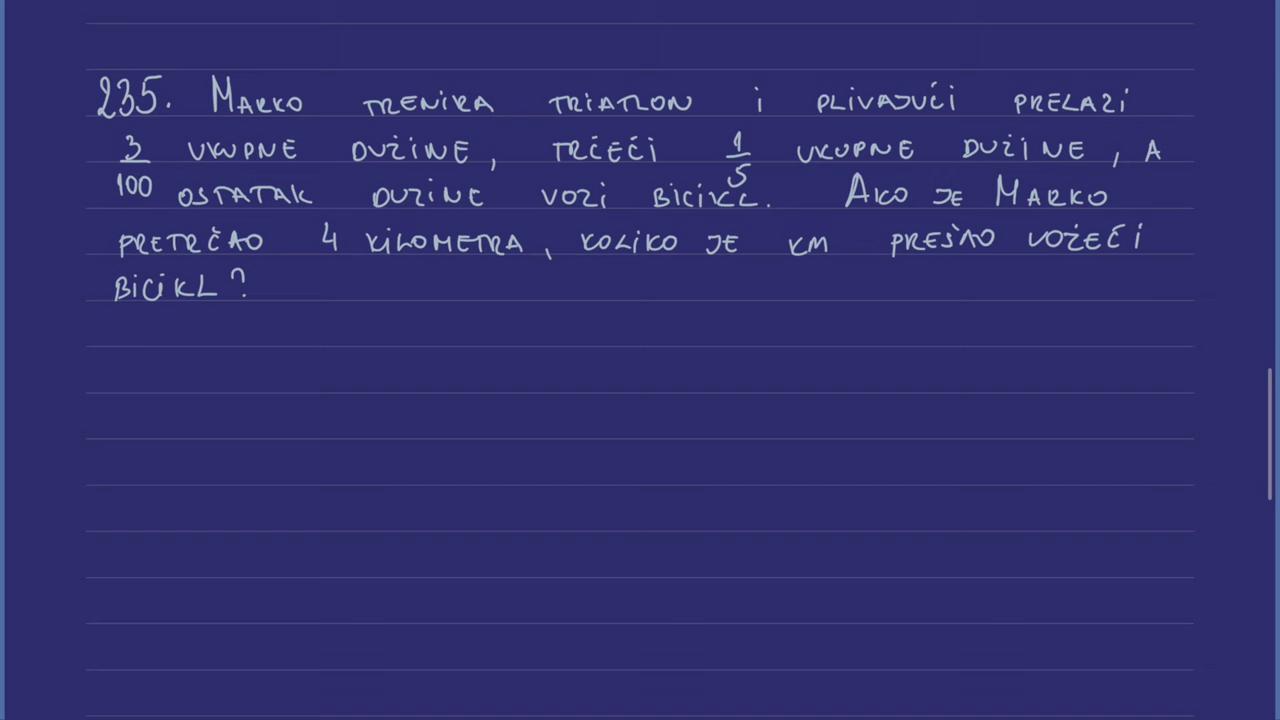 235. MARKO TRENIRA TRIATLON I PLIVAJUĆI PRELAZI
3/100 UKUPNE DUŽINE, TRČEĆI 1/5 UKUPNE DUŽINE, A
OSTATAK DUŽINE VOZI BICIKL. AKO JE MARKO
PRETRČAO 4 KILOMETRA, KOLIKO JE KM PREŠAO VOZEĆI
BICIKL?